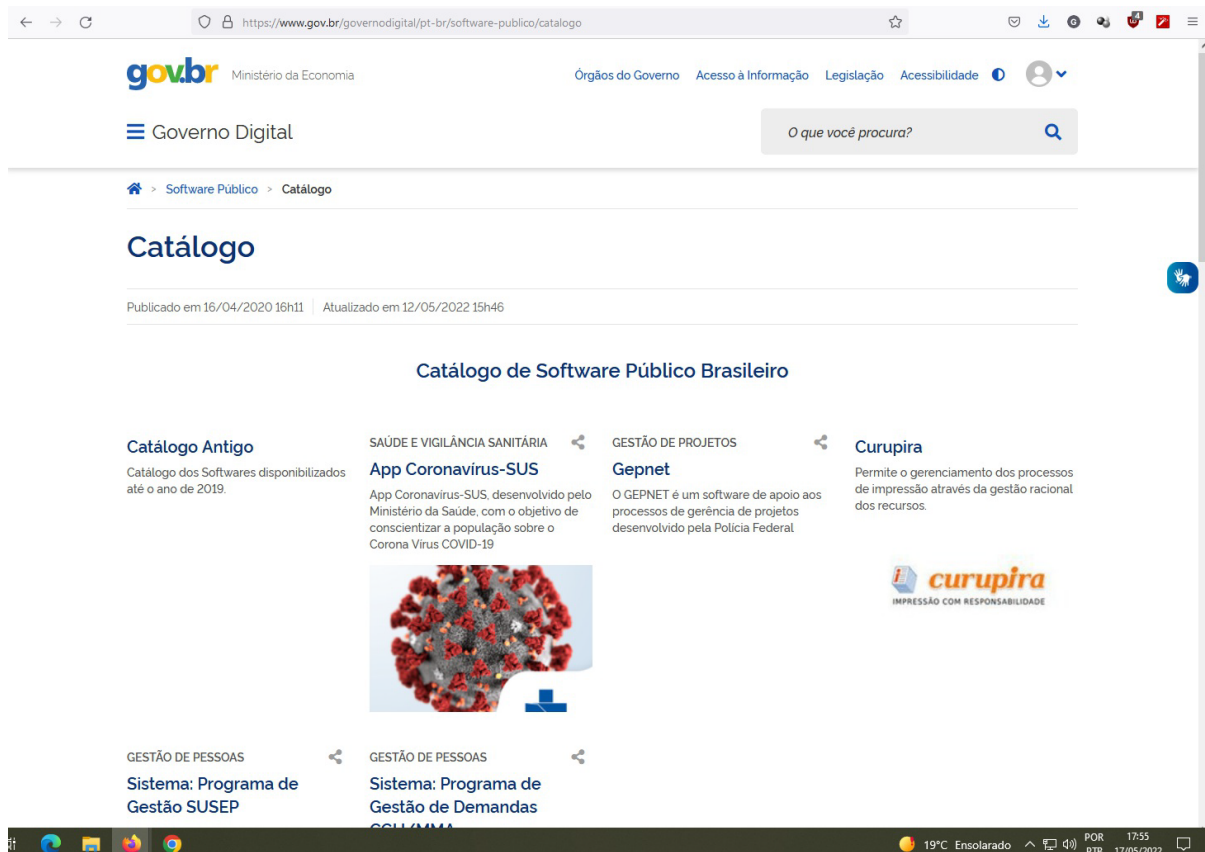 https://www.gov.br/governodigital/pt-br/software-publico/catalogo
4
gov.br Ministério da Economia
Órgãos do Governo Acesso à Informação Legislação Acessibilidade
Governo Digital
O que você procura?
> Software Público > Catálogo
Catálogo
Publicado em 16/04/2020 16h11 Atualizado em 12/05/2022 15h46
Catálogo de Software Público Brasileiro
Catálogo Antigo
Catálogo dos Softwares disponibilizados
até o ano de 2019.
SAÚDE E VIGILÂNCIA SANITÁRIA
App Coronavírus-SUS
App Coronavírus-SUS, desenvolvido pelo
Ministério da Saúde, com o objetivo de
conscientizar a população sobre o
Corona Vírus COVID-19
GESTÃO DE PROJETOS
Gepnet
O GEPNET é um software de apoio aos
processos de gerência de projetos
desenvolvido pela Polícia Federal
Curupira
Permite o gerenciamento dos processos
de impressão através da gestão racional
dos recursos.
curupira
IMPRESSÃO COM RESPONSABILIDADE
GESTÃO DE PESSOAS
Sistema: Programa de
Gestão SUSEP
GESTÃO DE PESSOAS
Sistema: Programa de
Gestão de Demandas
19°C Ensolarado
POR
PTB
17:55
17/05/2022